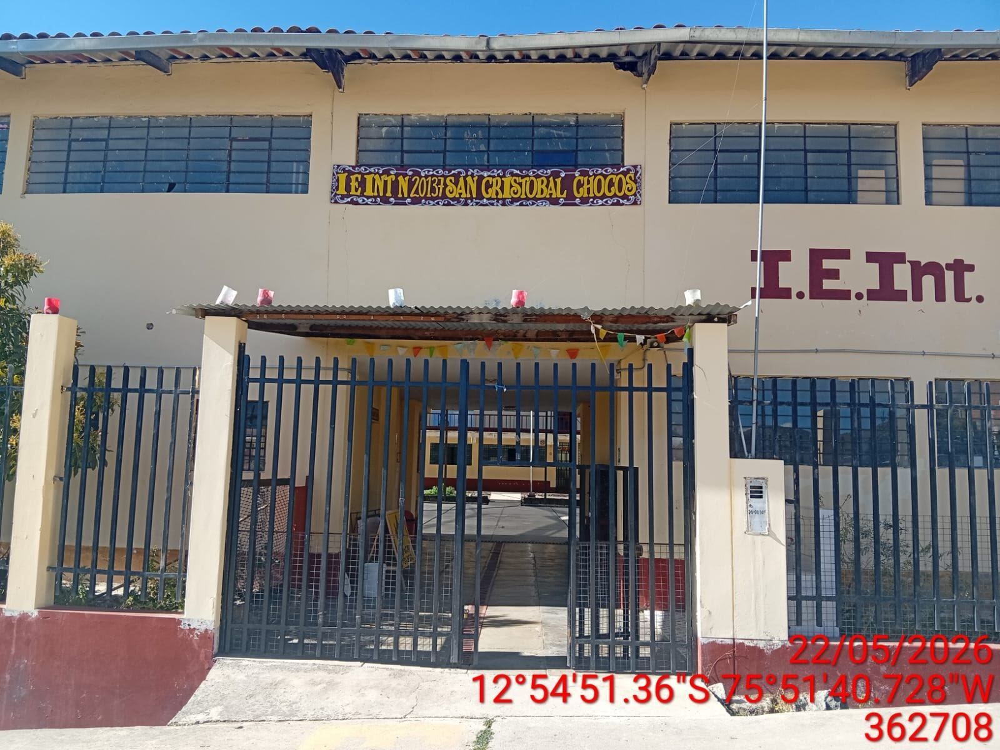 I E INT N 20137 SAN CRISTOBAL CHOCOS
I.E.Int.
22/05/2026
12°54'51.36"S 75°51'40.728"W
362708